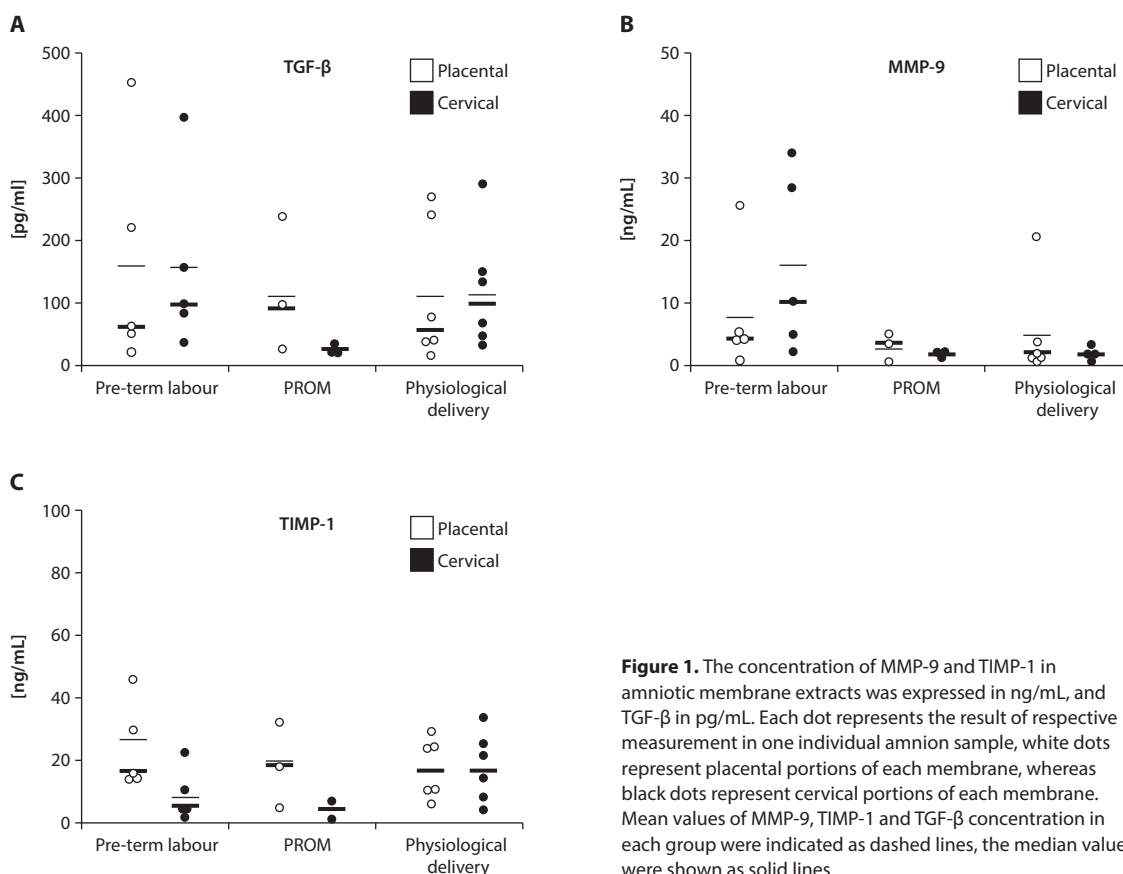 A
500
400
300
200
100
0
[pg/ml]
TGF-β
Placental
Cervical
Pre-term labour
PROM
Physiological
delivery
B
50
40
30
20
10
0
[ng/mL]
MMP-9
Placental
Cervical
Pre-term labour
PROM
Physiological
delivery
C
100
80
60
40
20
0
[ng/mL]
TIMP-1
Placental
Cervical
Pre-term labour
PROM
Physiological
delivery
Figure 1. The concentration of MMP-9 and TIMP-1 in
amniotic membrane extracts was expressed in ng/mL, and
TGF-β in pg/mL. Each dot represents the result of respective
measurement in one individual amnion sample, white dots
represent placental portions of each membrane, whereas
black dots represent cervical portions of each membrane.
Mean values of MMP-9, TIMP-1 and TGF-β concentration in
each group were indicated as dashed lines, the median value
were shown as solid lines